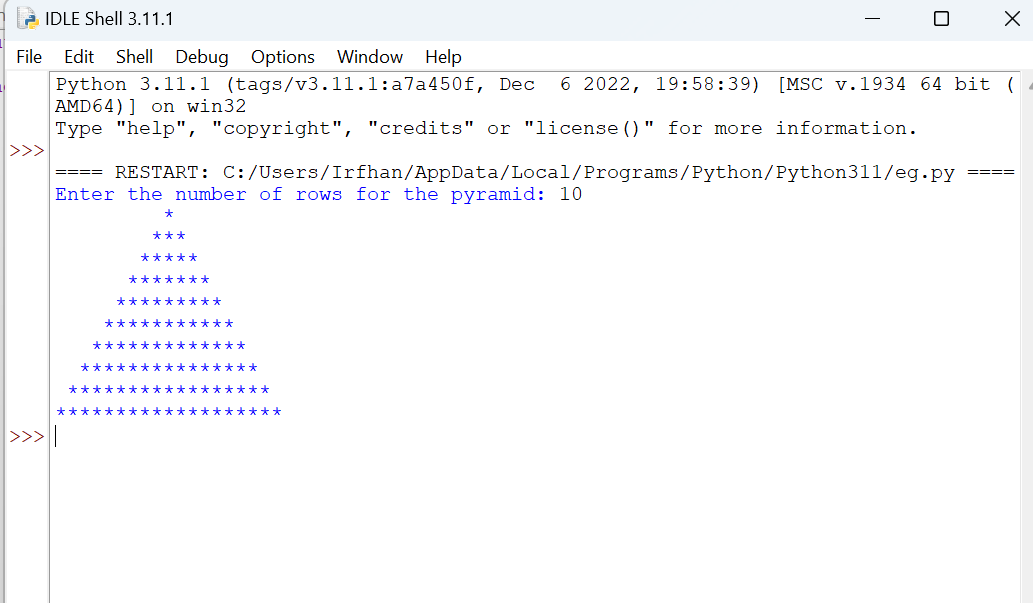 IDLE Shell 3.11.1
File Edit Shell Debug Options Window Help
Python 3.11.1 (tags/v3.11.1:a7a450f, Dec  6 2022, 19:58:39) [MSC v.1934 64 bit (
AMD64)] on win32
Type "help", "copyright", "credits" or "license()" for more information.
>>>
==== RESTART: C:/Users/Irfhan/AppData/Local/Programs/Python/Python311/eg.py ====
Enter the number of rows for the pyramid: 10
         *
        ***
       *****
      *******
     *********
    ***********
   *************
  ***************
 *****************
*******************
>>>